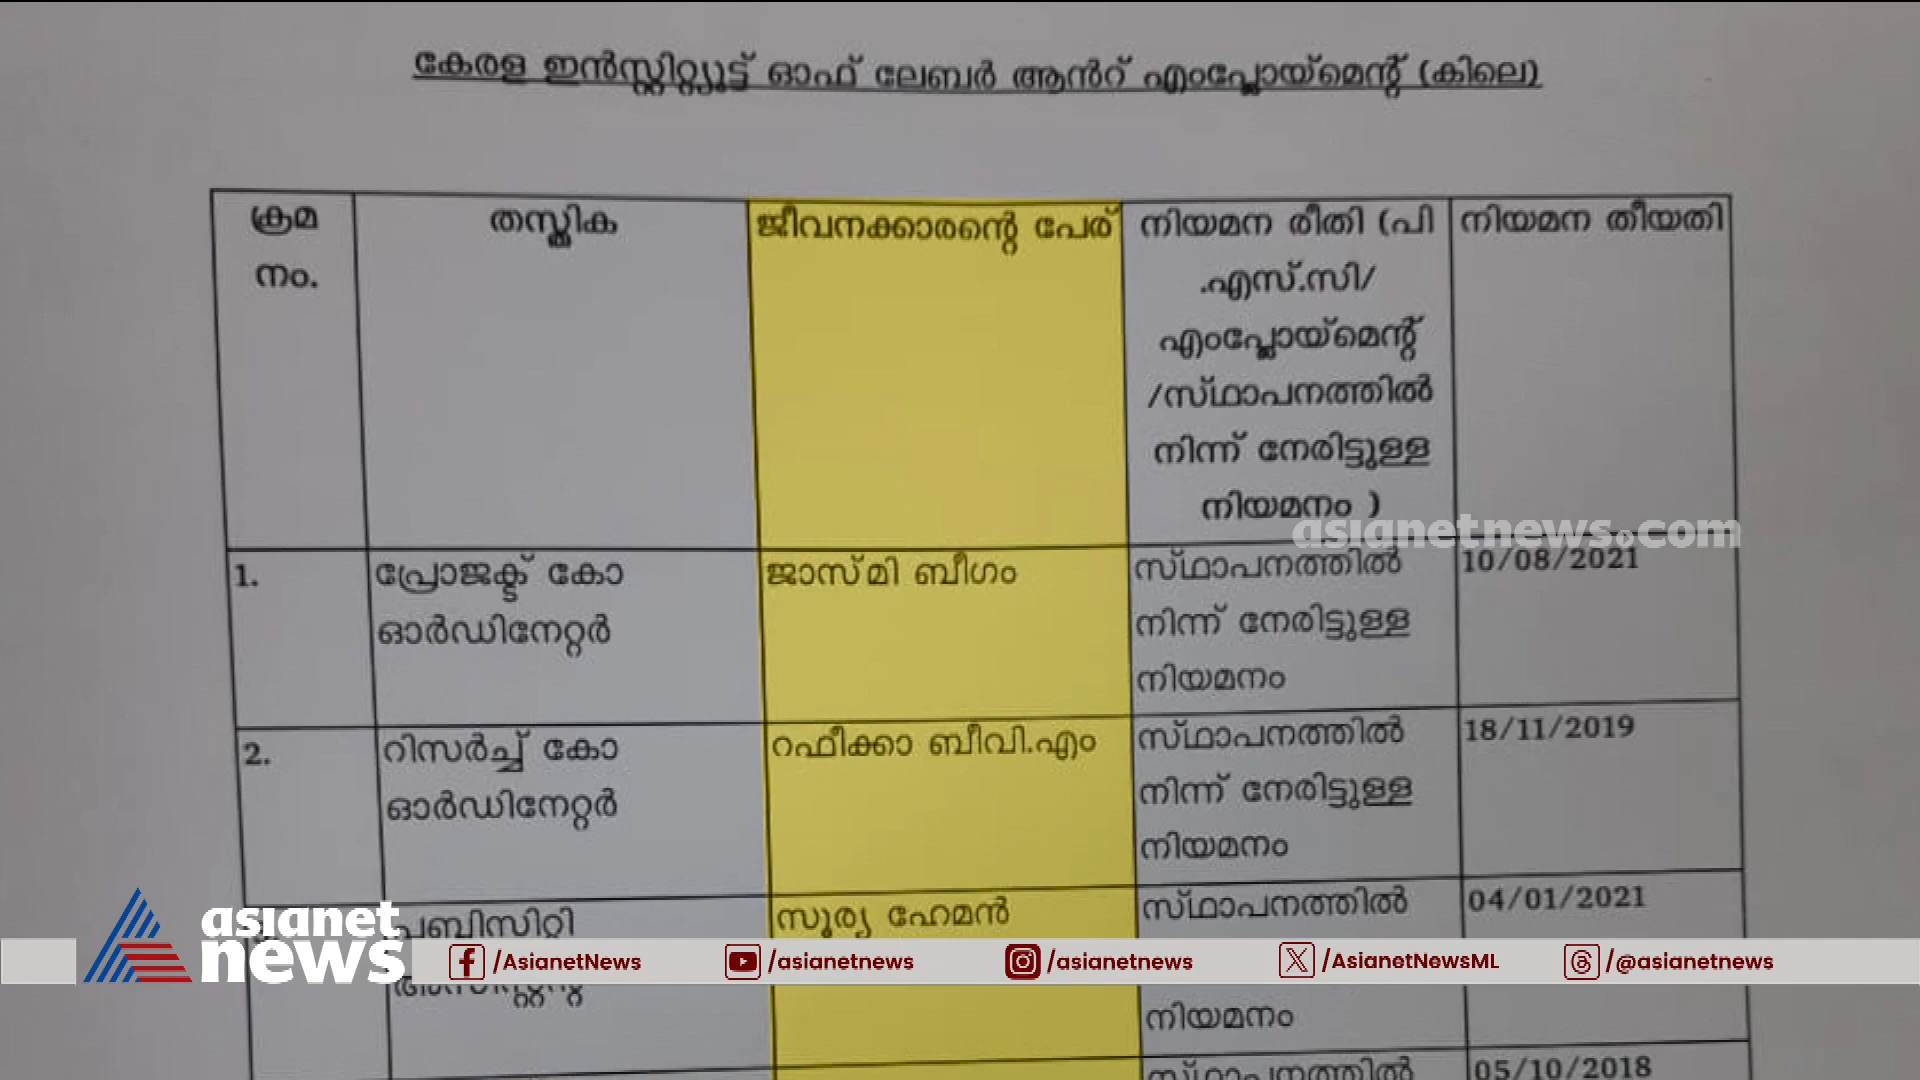 കേരള ഇൻസ്റ്റിറ്റ്യൂട്ട് ഓഫ് ലേബർ ആൻറ് എംപ്ലോയ്മെന്റ് (കിലെ)
ക്രമ നം.
തസ്തിക
ജീവനക്കാരന്റെ പേര്
നിയമന രീതി (പി
.എസ്.സി/
എംപ്ലോയ്മെന്റ്
/സ്ഥാപനത്തിൽ
നിന്ന് നേരിട്ടുള്ള
നിയമനം )
നിയമന തീയതി
asianetnews.com
1.
പ്രോജക്ട് കോ
ഓർഡിനേറ്റർ
ജാസ്മി ബീഗം
സ്ഥാപനത്തിൽ
നിന്ന് നേരിട്ടുള്ള
നിയമനം
10/08/2021
2.
റിസർച്ച് കോ
ഓർഡിനേറ്റർ
റഫീക്കാ ബീവി.എം
സ്ഥാപനത്തിൽ
നിന്ന് നേരിട്ടുള്ള
നിയമനം
18/11/2019
പബ്ലിസിറ്റി
സൂര്യ ഹേമൻ
സ്ഥാപനത്തിൽ
നിയമനം
04/01/2021
സ്ഥാപനത്തിൽ
05/10/2018
asianet
news
/AsianetNews
/asianetnews
/asianetnews
/AsianetNewsML
/@asianetnews